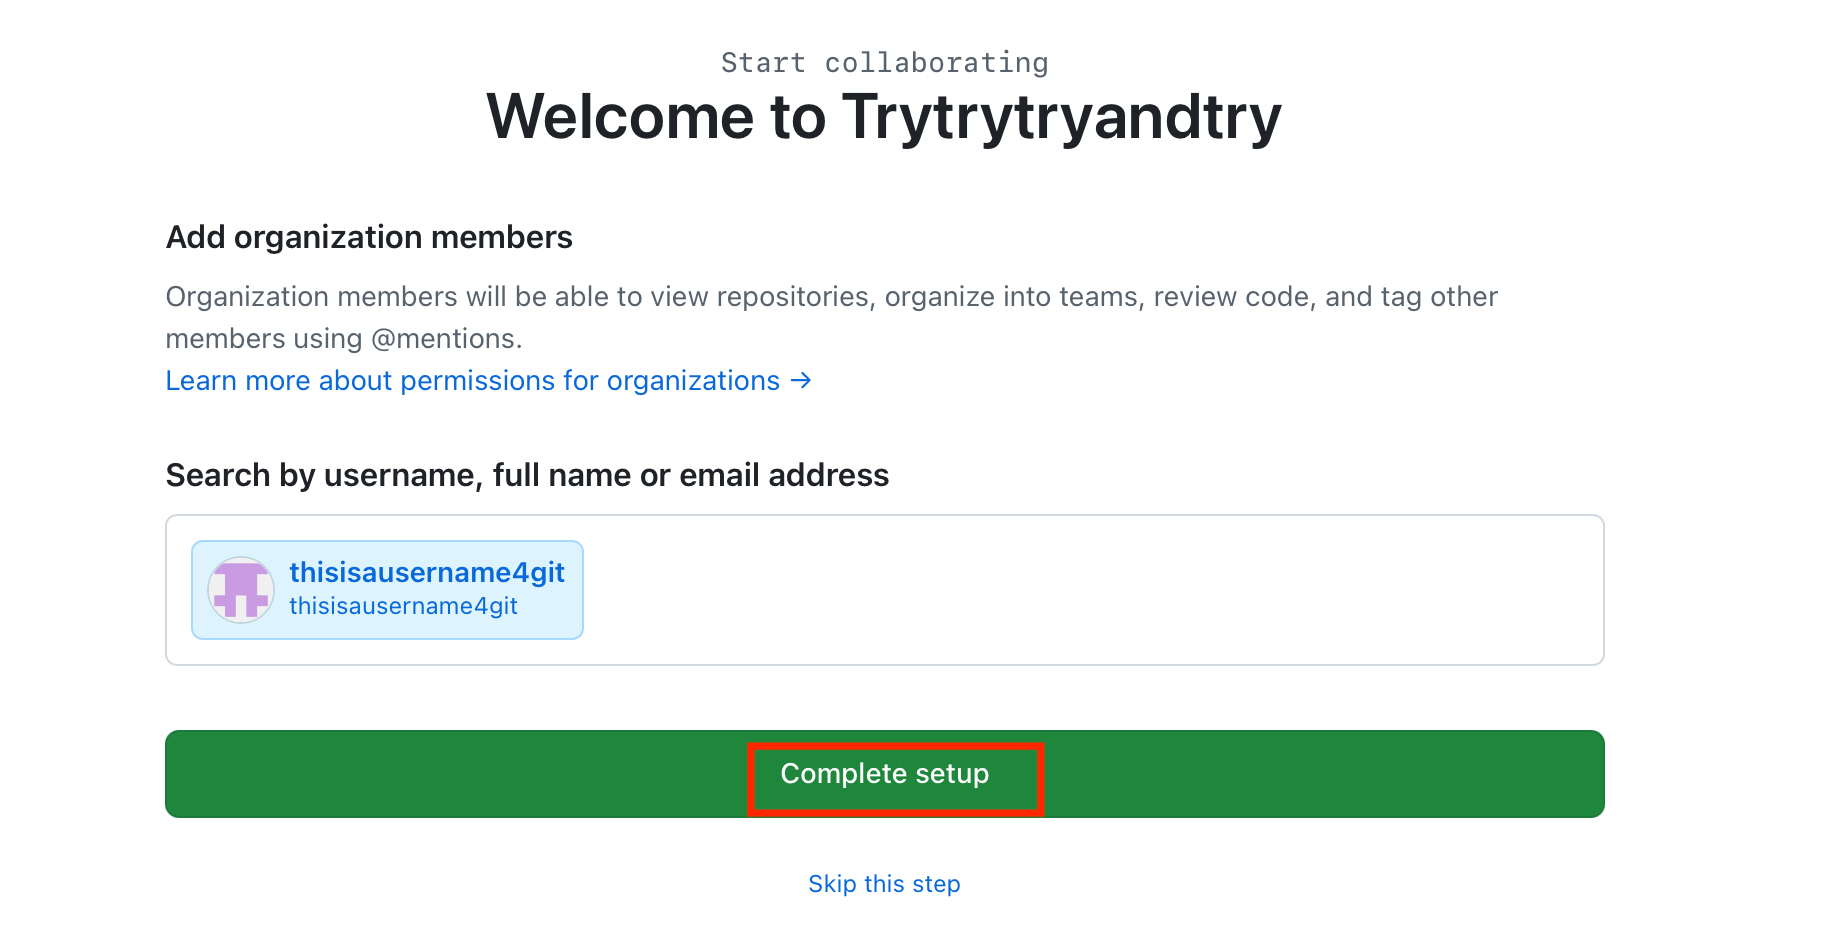 Start collaborating
Welcome to Trytrytryandtry
Add organization members
Organization members will be able to view repositories, organize into teams, review code, and tag other
members using @mentions.
Learn more about permissions for organizations →
Search by username, full name or email address
thisisausername4git
thisisausername4git
Complete setup
Skip this step